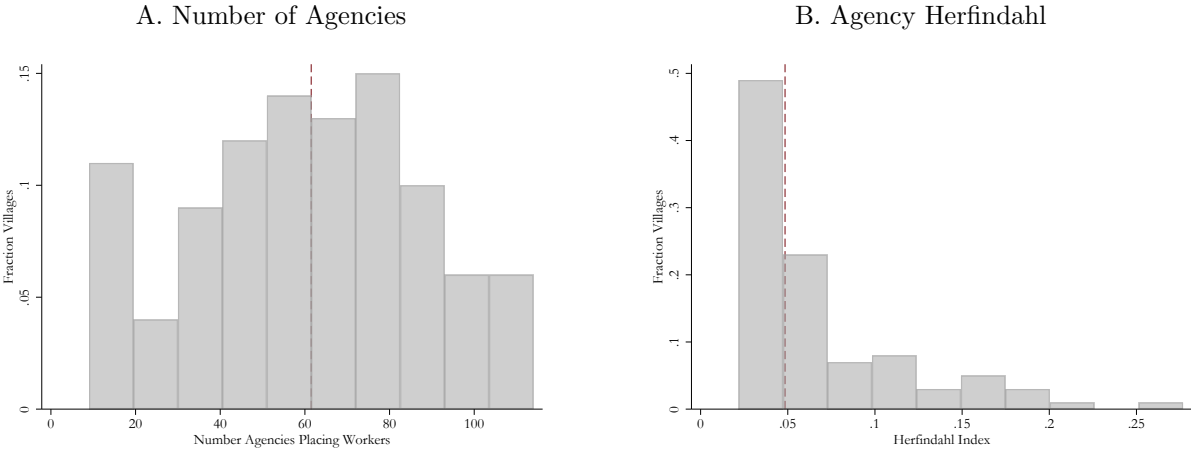 A. Number of Agencies
Fraction Villages
.15
.1
.05
0
0 20 40 60 80 100
Number Agencies Placing Workers
B. Agency Herfindahl
Fraction Villages
.5
.4
.3
.2
.1
0
0 .05 .1 .15 .2 .25
Herfindahl Index